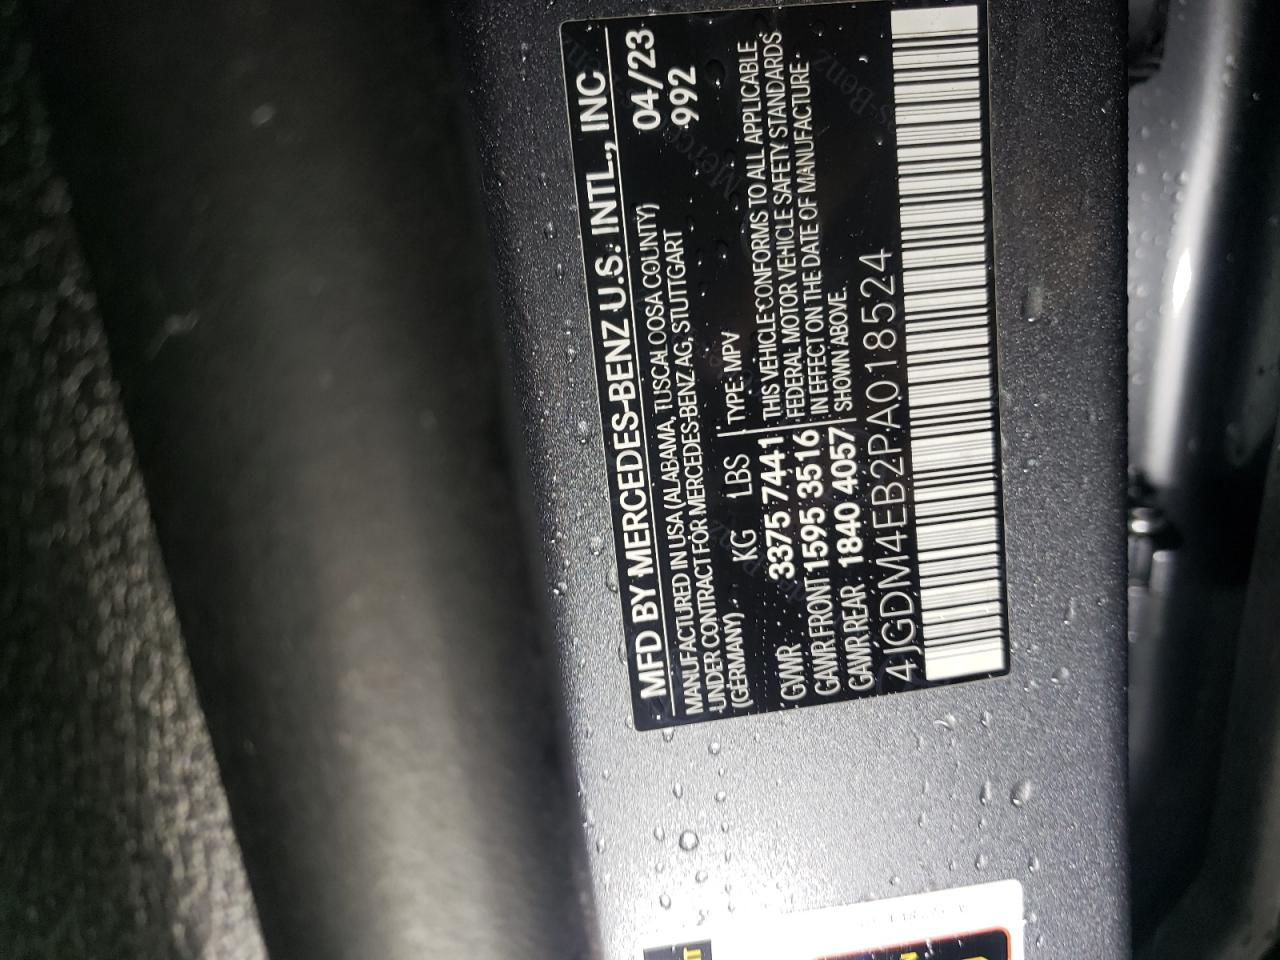 MFD BY MERCEDES-BENZ U.S. INTL., INC
MANUFACTURED IN USA (ALABAMA, TUSCALOOSA COUNTY) 04/23
UNDER CONTRACT FOR MERCEDES-BENZ AG, STUTTGART 992
(GERMANY)
KG LBS TYPE: MPV
GVWR 3375 7441 THIS VEHICLE CONFORMS TO ALL APPLICABLE
GAWR FRONT 1595 3516 FEDERAL MOTOR VEHICLE SAFETY STANDARDS
GAWR REAR 1840 4057 IN EFFECT ON THE DATE OF MANUFACTURE
SHOWN ABOVE.
4JGDM4EB2PA018524